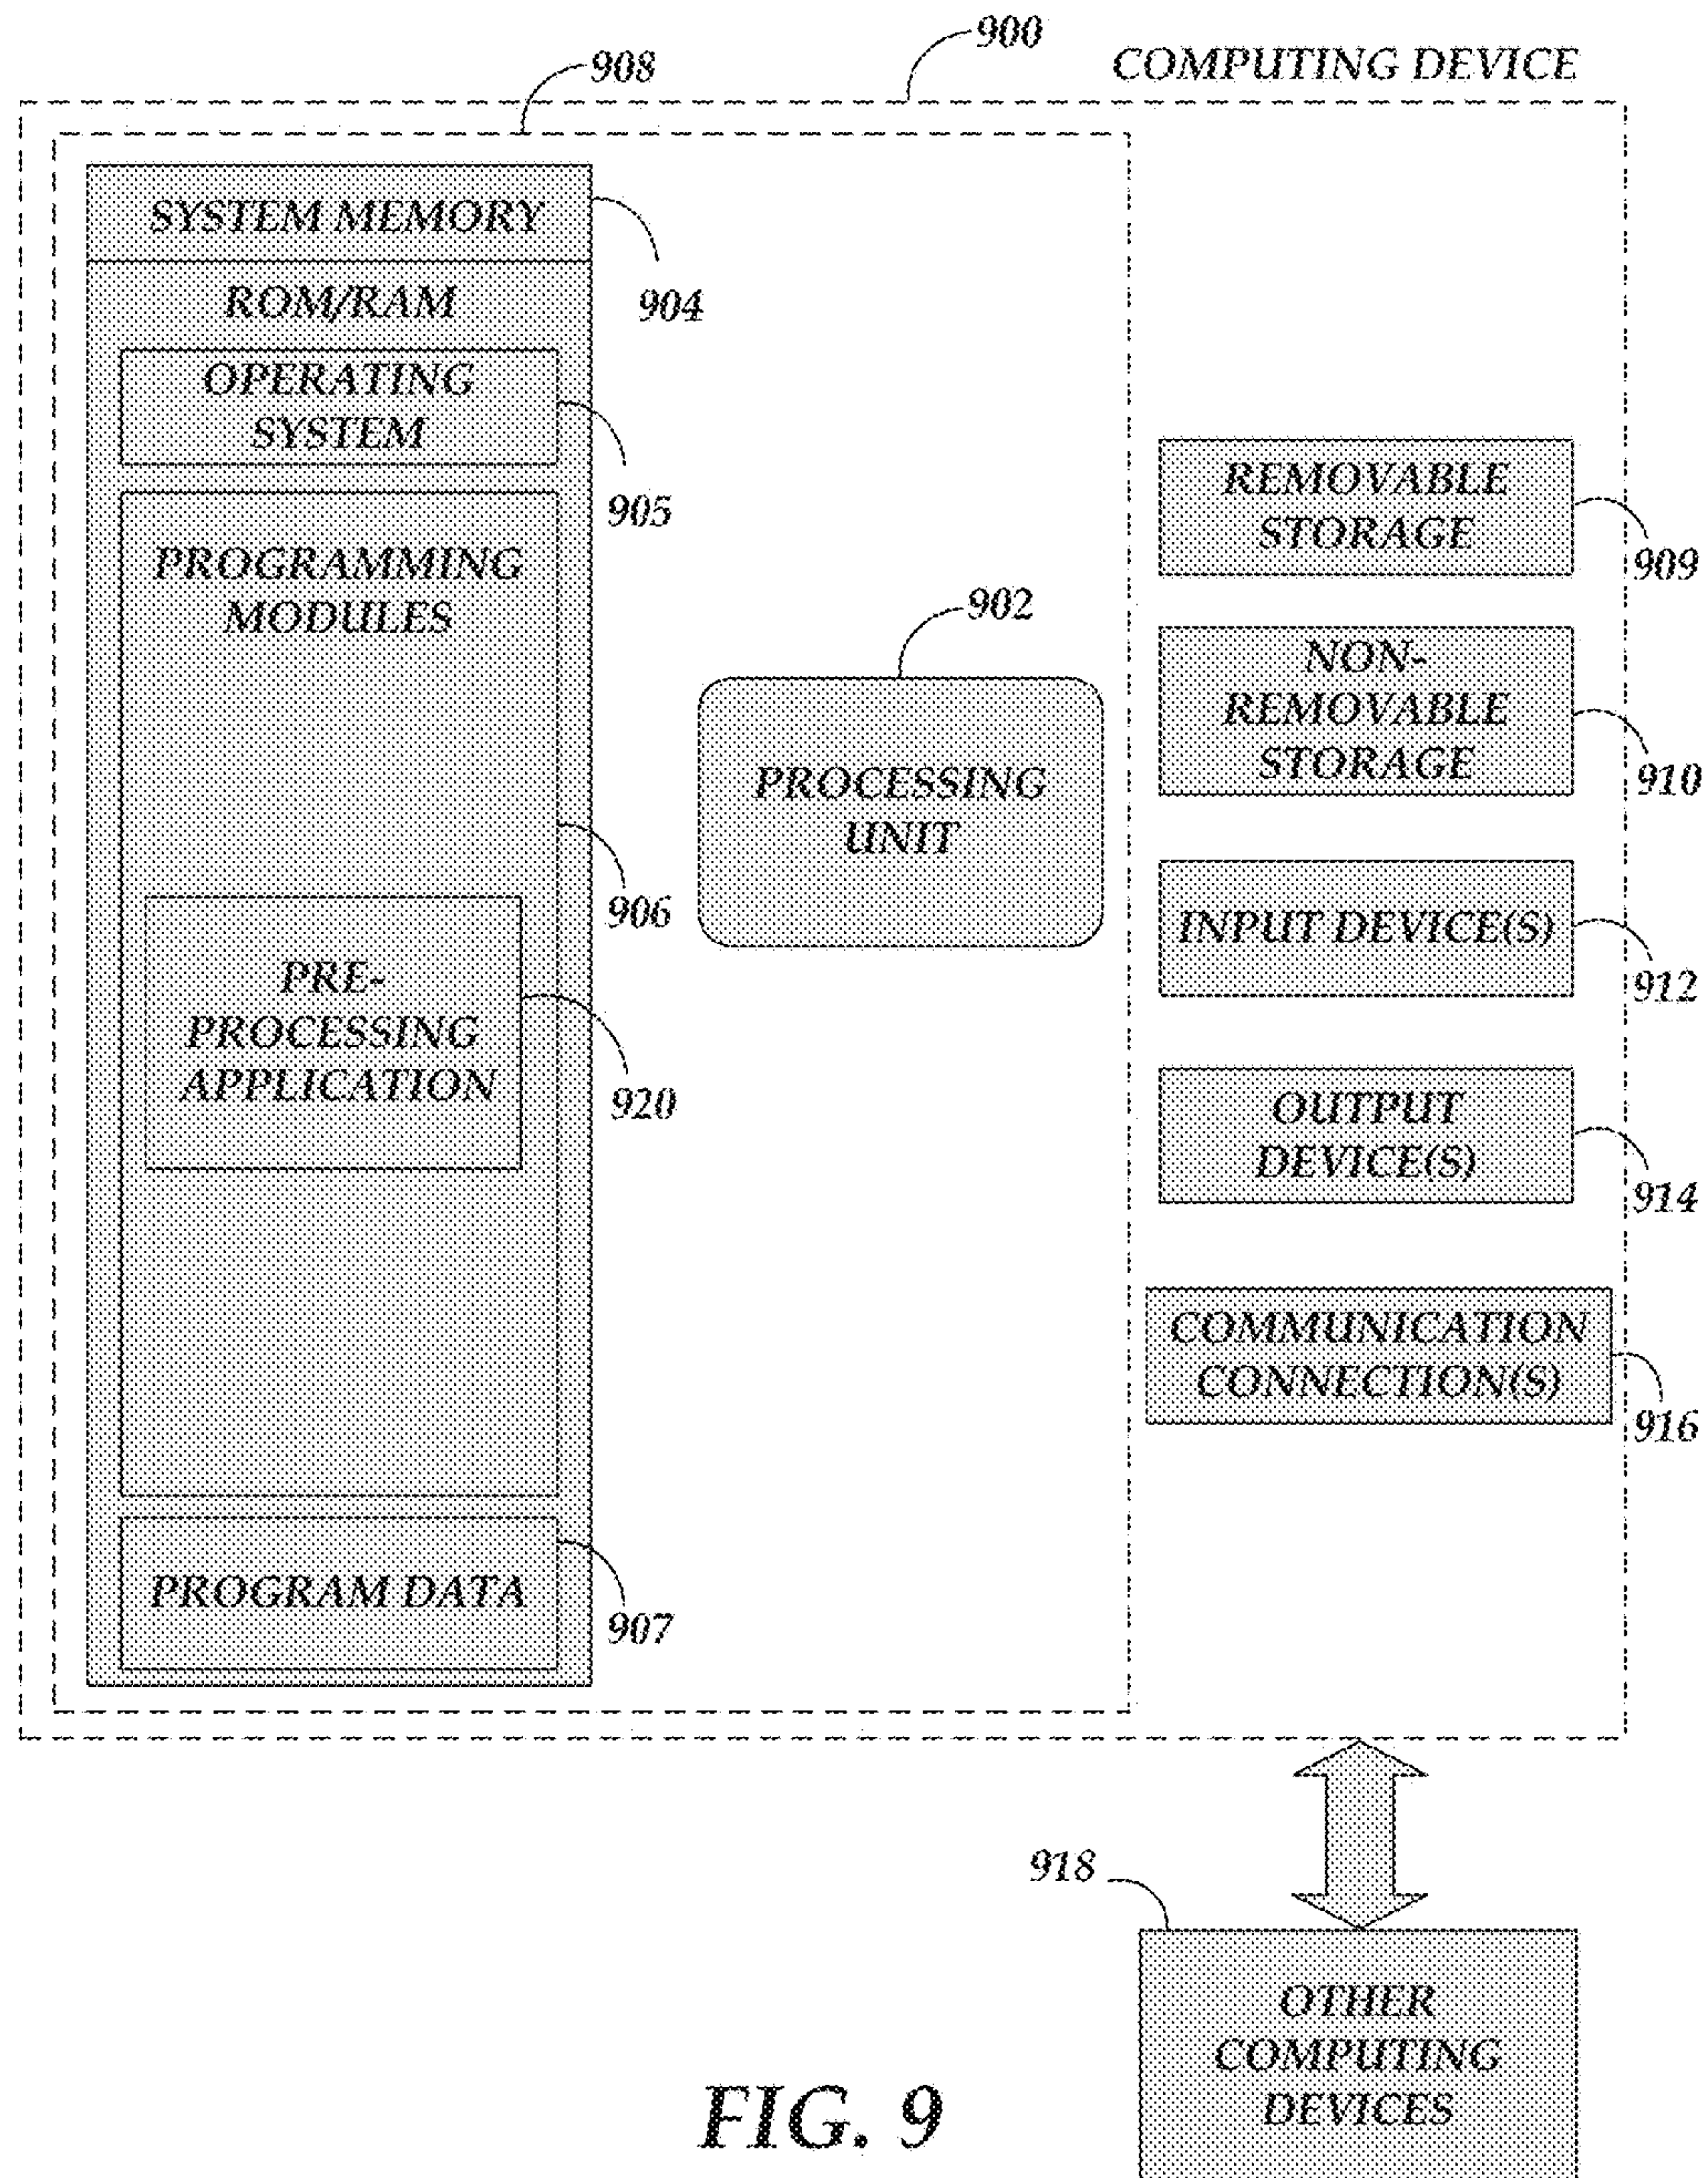 900
COMPUTING DEVICE
908
SYSTEM MEMORY
904
ROM/RAM
OPERATING
SYSTEM
905
PROGRAMMING
MODULES
906
PRE-
PROCESSING
APPLICATION
920
PROGRAM DATA
907
902
PROCESSING
UNIT
REMOVABLE
STORAGE
909
NON-
REMOVABLE
STORAGE
910
INPUT DEVICE(S)
912
OUTPUT
DEVICE(S)
914
COMMUNICATION
CONNECTION(S)
916
918
OTHER
COMPUTING
DEVICES
FIG. 9